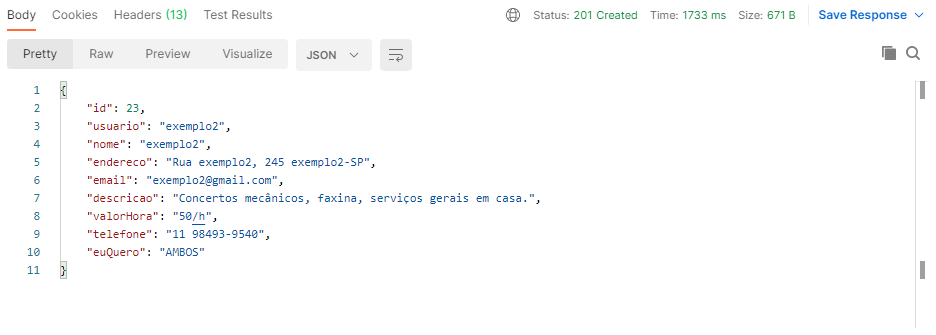 Body Cookies Headers (13) Test Results Status: 201 Created Time: 1733 ms Size: 671 B Save Response
Pretty Raw Preview Visualize JSON
1 {
2 "id": 23,
3 "usuario": "exemplo2",
4 "nome": "exemplo2",
5 "endereco": "Rua exemplo2, 245 exemplo2-SP",
6 "email": "exemplo2@gmail.com",
7 "descricao": "Concertos mecânicos, faxina, serviços gerais em casa.",
8 "valorHora": "50/h",
9 "telefone": "11 98493-9540",
10 "euQuero": "AMBOS"
11 }